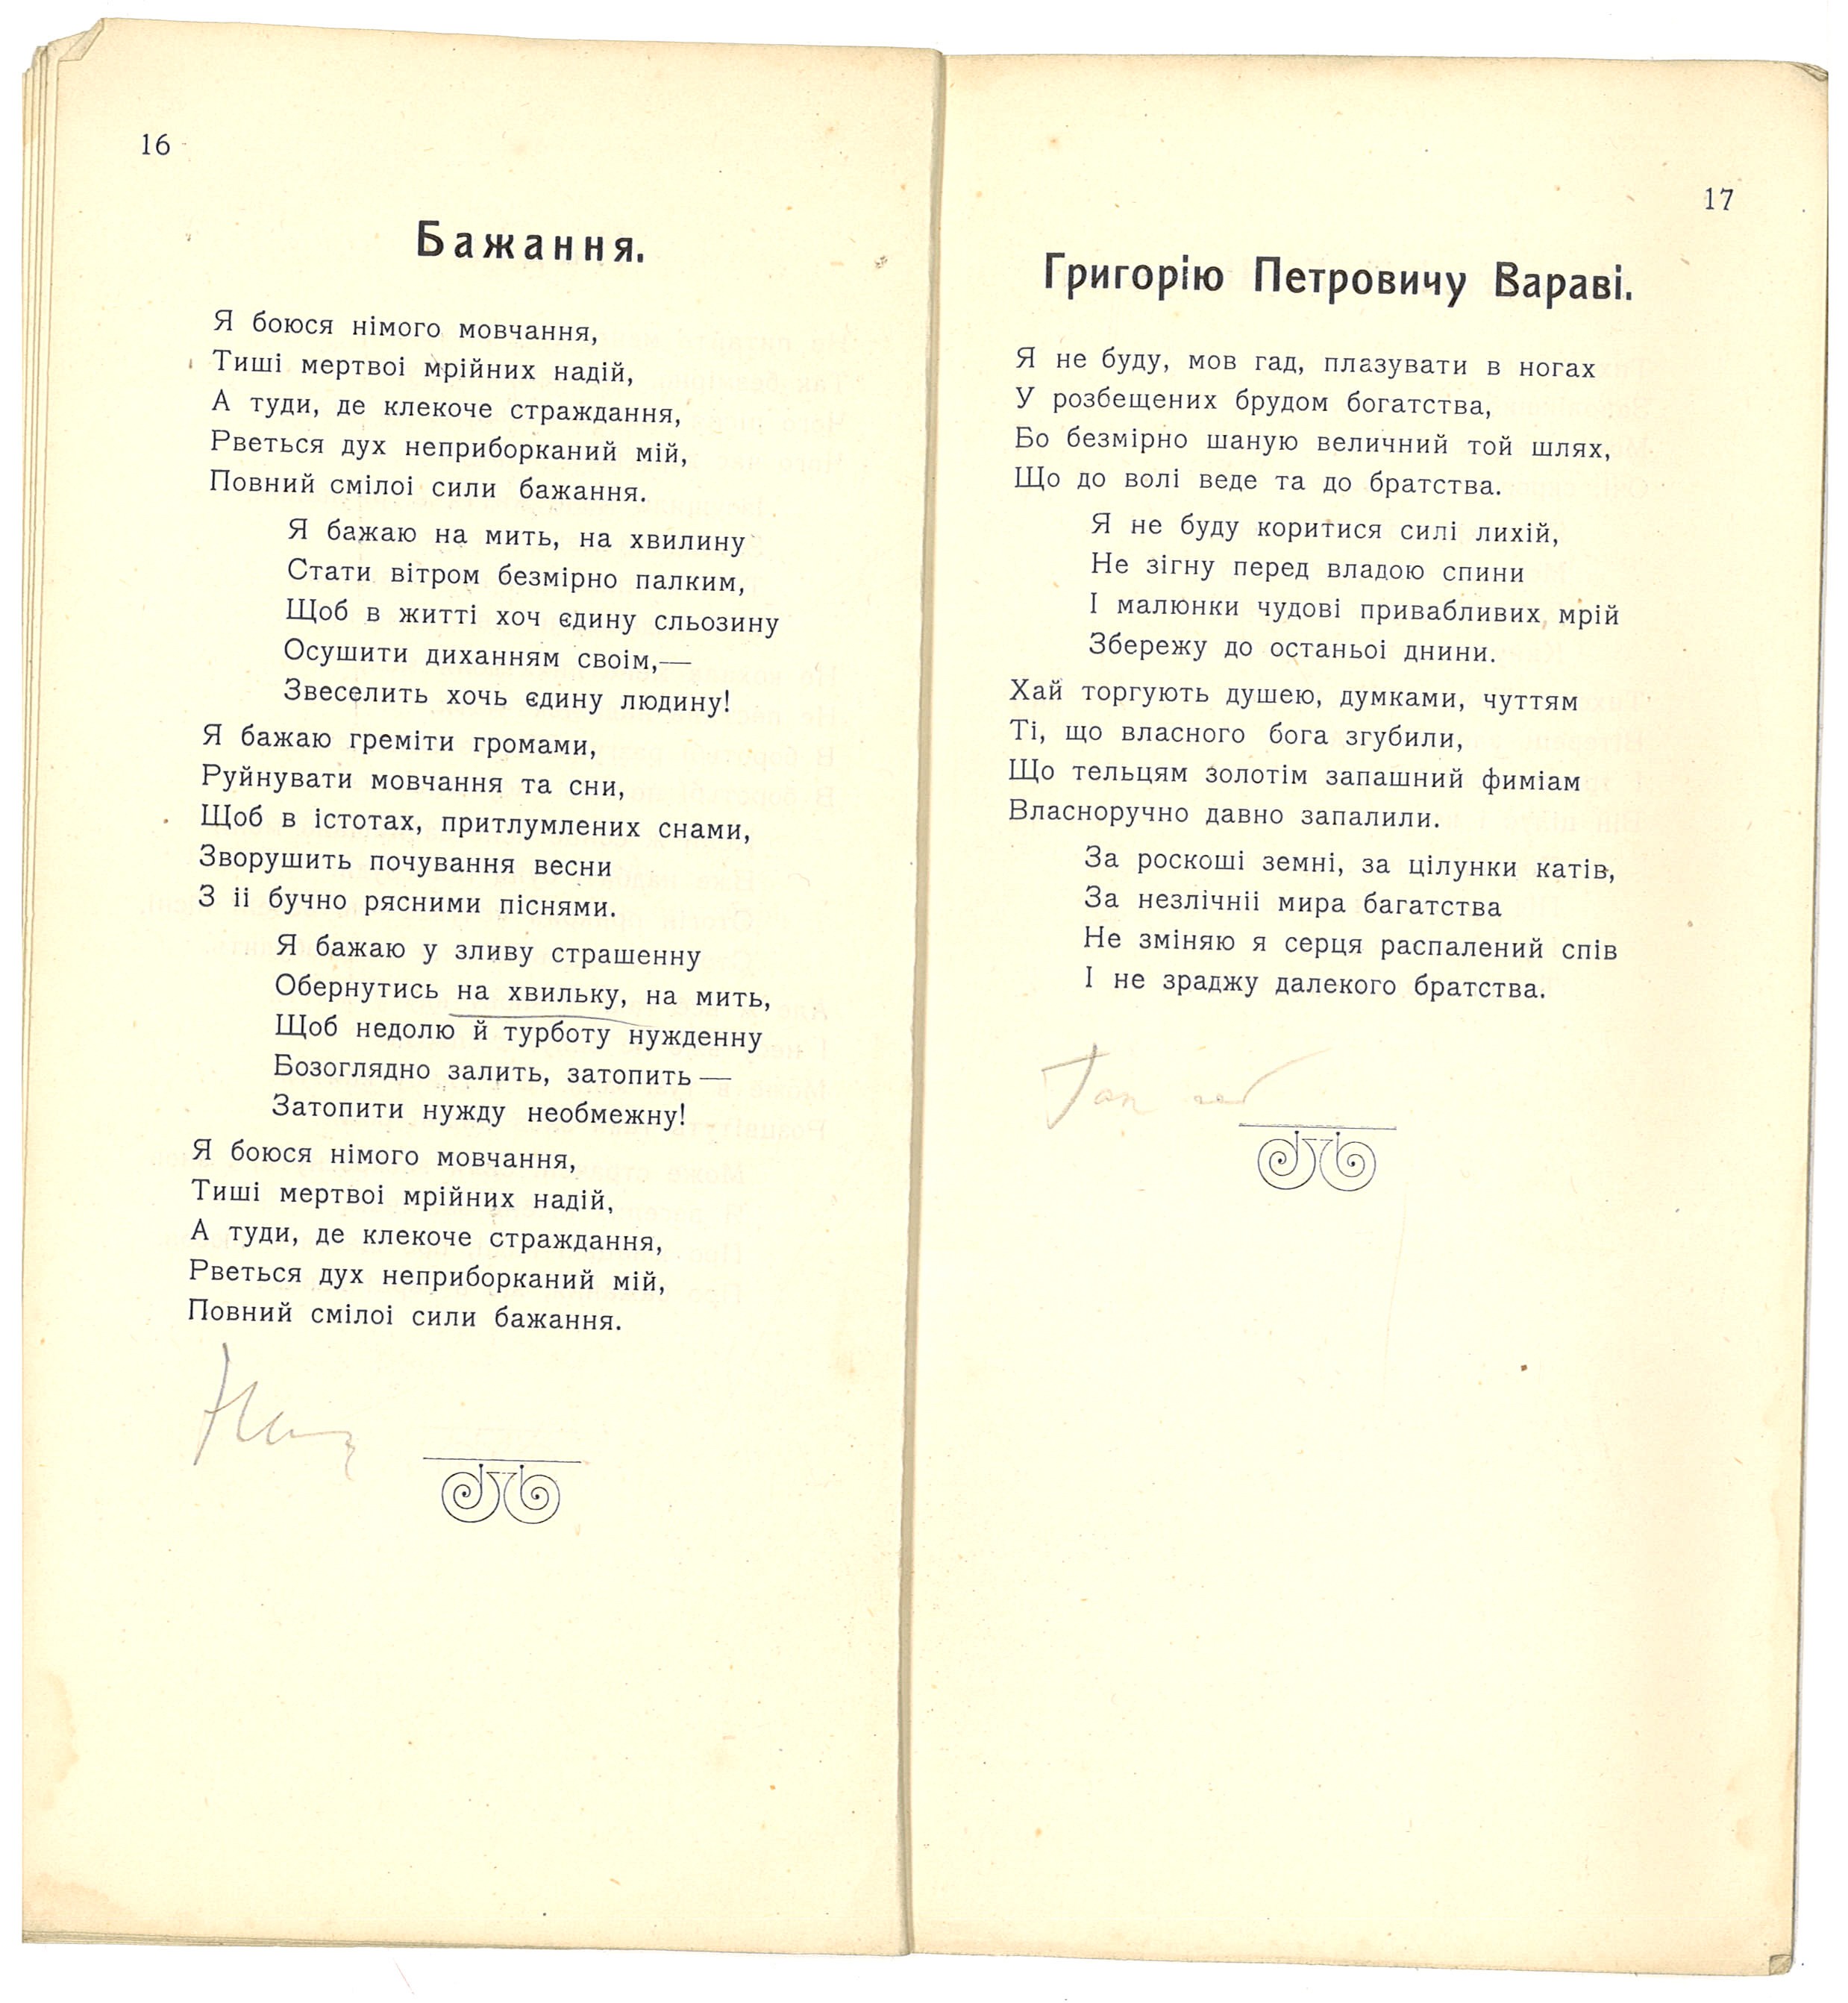 16
Бажання.
Я боюся німого мовчання,
Тиші мертвоі мрійних надій,
А туди, де клекоче страждання,
Рветься дух неприборканий мій,
Повний смілоі сили бажання.
Я бажаю на мить, на хвилину
Стати вітром безмірно палким,
Щоб в житті хоч єдину сльозину
Осушити диханням своім,—
Звеселить хочь єдину людину!
Я бажаю греміти громами,
Руйнувати мовчання та сни,
Щоб в істотах, притлумлених снами,
Зворушить почування весни
З іі бучно рясними піснями.
Я бажаю у зливу страшенну
Обернутись на хвильку, на мить,
Щоб недолю й турботу нужденну
Бозоглядно залить, затопить —
Затопити нужду необмежну!
Я боюся німого мовчання,
Тиші мертвоі мрійних надій,
А туди, де клекоче страждання,
Рветься дух неприборканий мій,
Повний смілоі сили бажання.
17
Григорію Петровичу Вараві.
Я не буду, мов гад, плазувати в ногах
У розбещених брудом богатства,
Бо безмірно шаную величний той шлях,
Що до волі веде та до братства.
Я не буду коритися силі лихій,
Не зігну перед владою спини
І малюнки чудові привабливих мрій
Збережу до останьоі днини.
Хай торгують душею, думками, чуттям
Ті, що власного бога згубили,
Що тельцям золотім запашний фиміам
Власноручно давно запалили.
За роскоші земні, за цілунки катів,
За незлічніі мира багатства
Не зміняю я серця распалений спів
І не зраджу далекого братства.